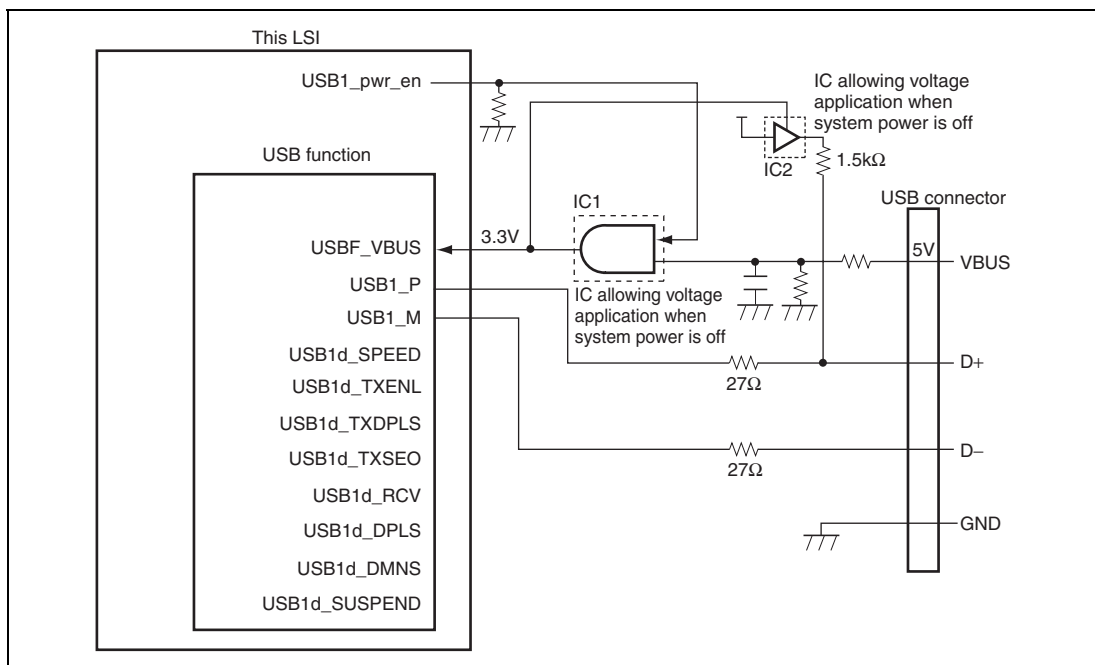 This LSI
USB1_pwr_en
IC allowing voltage
application when
system power is off
IC2
1.5kΩ
USB function
USB connector
IC1
USBF_VBUS
3.3V
5V
VBUS
USB1_P
IC allowing voltage
application when
system power is off
USB1_M
USB1d_SPEED
27Ω
D+
USB1d_TXENL
USB1d_TXDPLS
USB1d_TXSEO
27Ω
D−
USB1d_RCV
USB1d_DPLS
GND
USB1d_DMNS
USB1d_SUSPEND